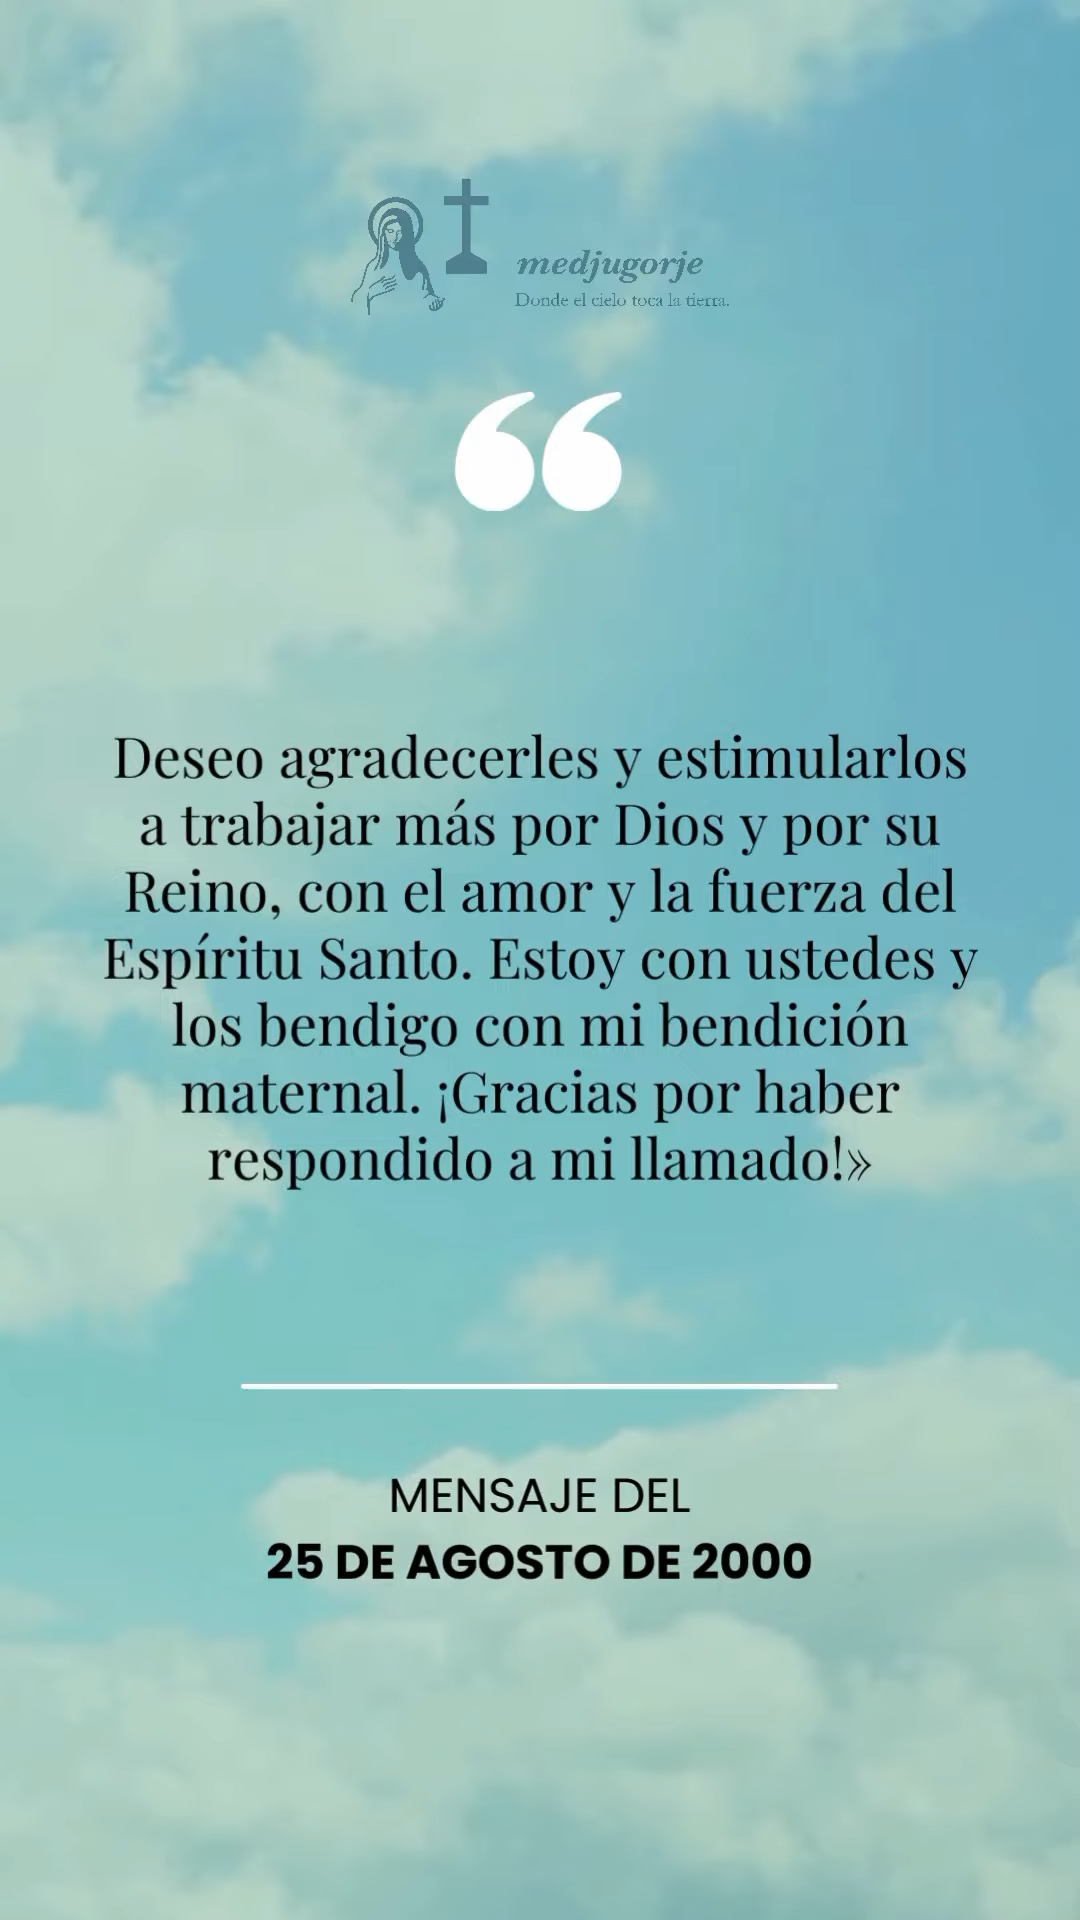 medjugorje
Donde el cielo toca la tierra.
“
Deseo agradecerles y estimularlos
a trabajar más por Dios y por su
Reino, con el amor y la fuerza del
Espíritu Santo. Estoy con ustedes y
los bendigo con mi bendición
maternal. ¡Gracias por haber
respondido a mi llamado!»
MENSAJE DEL
25 DE AGOSTO DE 2000